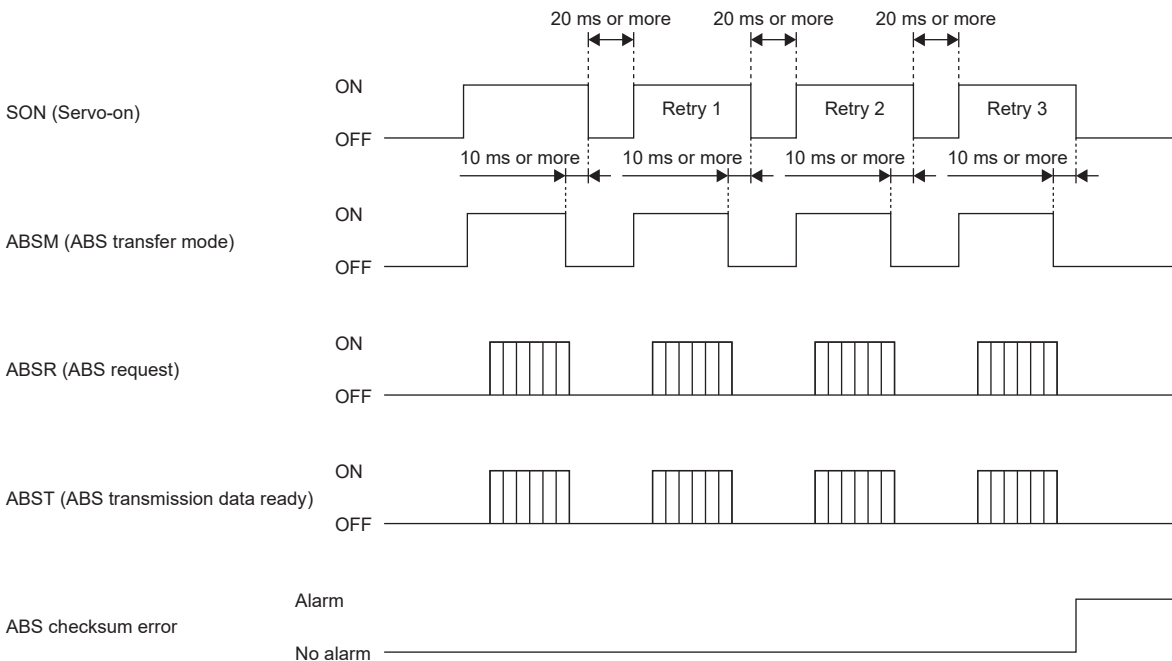 20 ms or more 20 ms or more 20 ms or more
ON
SON (Servo-on)
Retry 1 Retry 2 Retry 3
OFF
10 ms or more 10 ms or more 10 ms or more 10 ms or more
ON
ABSM (ABS transfer mode)
OFF
ON
ABSR (ABS request)
OFF
ON
ABST (ABS transmission data ready)
OFF
Alarm
ABS checksum error
No alarm